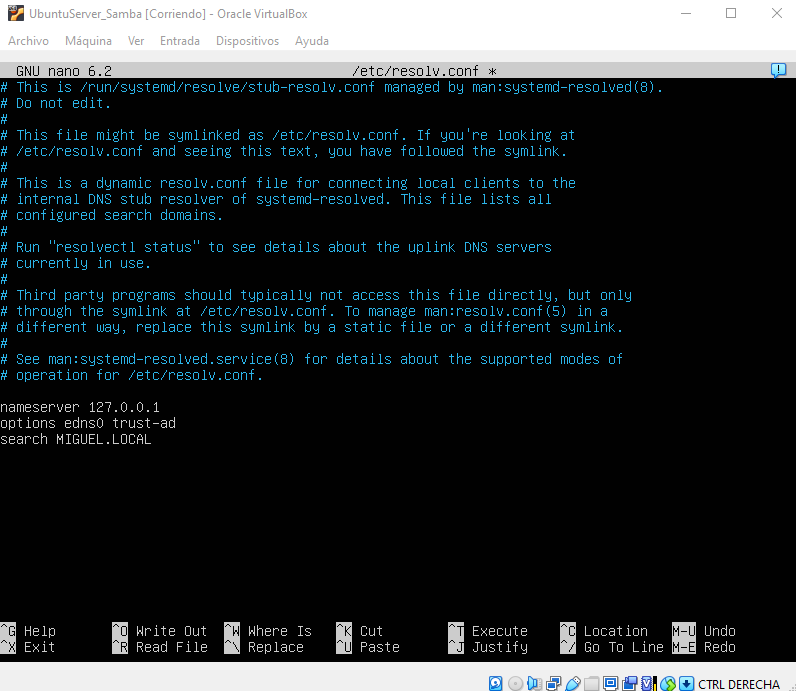 UbuntuServer_Samba [Corriendo] - Oracle VirtualBox
Archivo Máquina Ver Entrada Dispositivos Ayuda
GNU nano 6.2 /etc/resolv.conf *
# This is /run/systemd/resolve/stub-resolv.conf managed by man:systemd-resolved(8).
# Do not edit.
#
# This file might be symlinked as /etc/resolv.conf. If you're looking at
# /etc/resolv.conf and seeing this text, you have followed the symlink.
#
# This is a dynamic resolv.conf file for connecting local clients to the
# internal DNS stub resolver of systemd-resolved. This file lists all
# configured search domains.
#
# Run "resolvectl status" to see details about the uplink DNS servers
# currently in use.
#
# Third party programs should typically not access this file directly, but only
# through the symlink at /etc/resolv.conf. To manage man:resolv.conf(5) in a
# different way, replace this symlink by a static file or a different symlink.
#
# See man:systemd-resolved.service(8) for details about the supported modes of
# operation for /etc/resolv.conf.
nameserver 127.0.0.1
options edns0 trust-ad
search MIGUEL.LOCAL
^G Help ^O Write Out ^W Where Is ^K Cut ^T Execute ^C Location M-U Undo
^X Exit ^R Read File ^\ Replace ^U Paste ^J Justify ^/ Go To Line M-E Redo
CTRL DERECHA